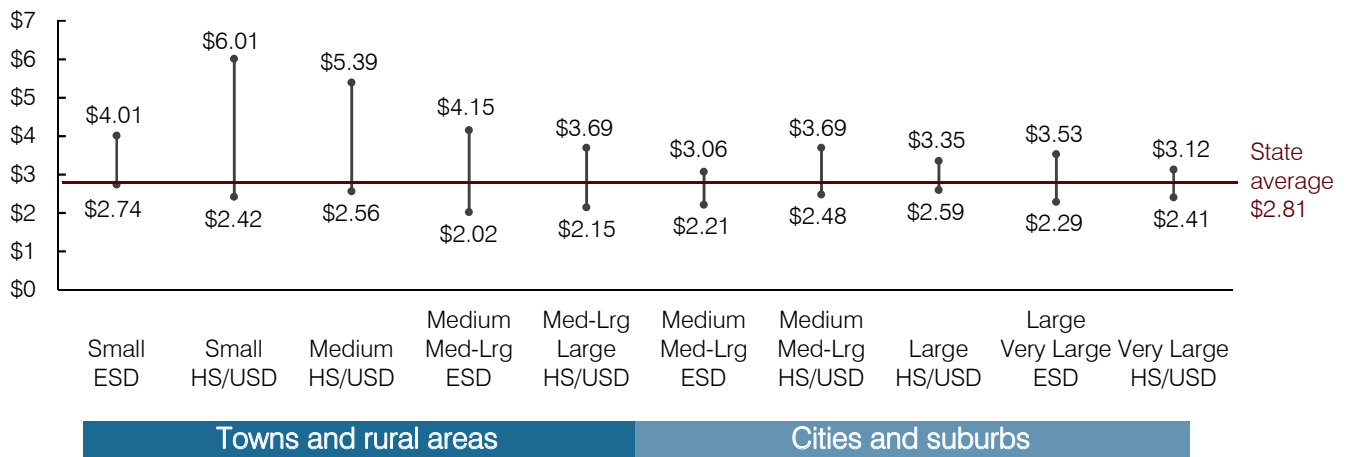 $7
$6
$5
$4
$3
$2
$1
$0
$4.01
$6.01
$5.39
$4.15
$3.69
$3.06
$3.69
$3.35
$3.53
$3.12
$2.74
$2.42
$2.56
$2.02
$2.15
$2.21
$2.48
$2.59
$2.29
$2.41
State
average
$2.81
Small
ESD
Small
HS/USD
Medium
HS/USD
Medium
Med-Lrg
ESD
Med-Lrg
Large
HS/USD
Medium
Med-Lrg
ESD
Medium
Med-Lrg
HS/USD
Large
HS/USD
Large
Very Large
ESD
Very Large
HS/USD
Towns and rural areas
Cities and suburbs